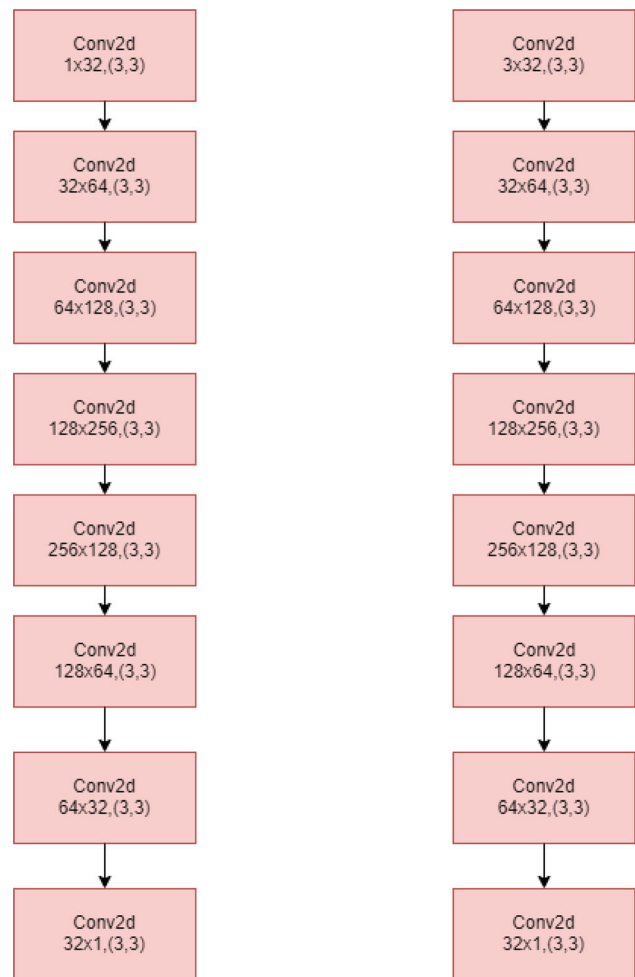 Conv2d
1x32,(3,3)
Conv2d
32x64,(3,3)
Conv2d
64x128,(3,3)
Conv2d
128x256,(3,3)
Conv2d
256x128,(3,3)
Conv2d
128x64,(3,3)
Conv2d
64x32,(3,3)
Conv2d
32x1,(3,3)
Conv2d
3x32,(3,3)
Conv2d
32x64,(3,3)
Conv2d
64x128,(3,3)
Conv2d
128x256,(3,3)
Conv2d
256x128,(3,3)
Conv2d
128x64,(3,3)
Conv2d
64x32,(3,3)
Conv2d
32x1,(3,3)